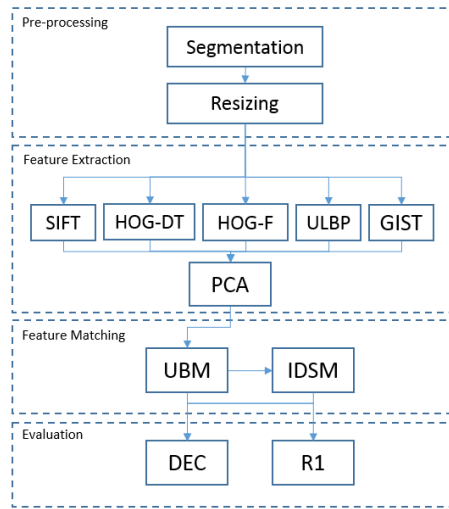 Pre-processing
Segmentation
Resizing
Feature Extraction
SIFT
HOG-DT
HOG-F
ULBP
GIST
PCA
Feature Matching
UBM
IDSM
Evaluation
DEC
R1